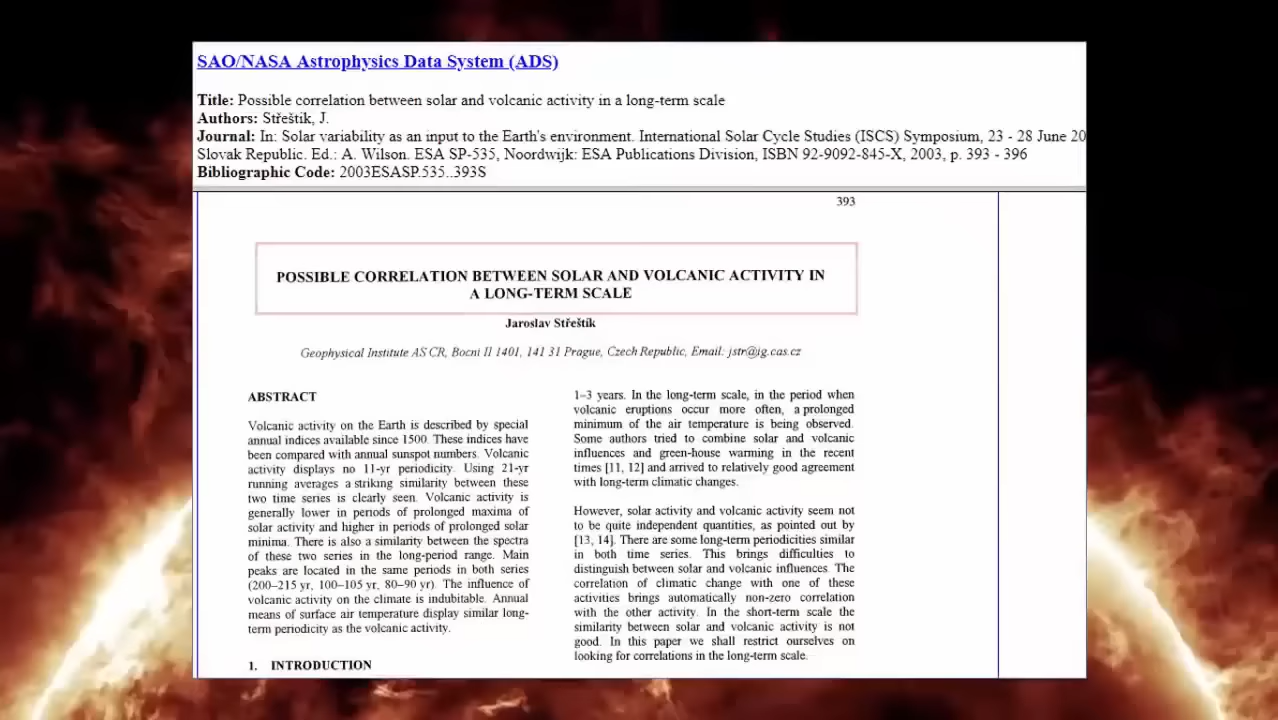 SAO/NASA Astrophysics Data System (ADS)
Title: Possible correlation between solar and volcanic activity in a long-term scale
Authors: Střeštik, J.
Journal: In: Solar variability as an input to the Earth's environment. International Solar Cycle Studies (ISCS) Symposium, 23 - 28 June 20
Slovak Republic. Ed.: A. Wilson. ESA SP-535, Noordwijk: ESA Publications Division, ISBN 92-9092-845-X, 2003, p. 393 - 396
Bibliographic Code: 2003ESASP.535..393S
393
POSSIBLE CORRELATION BETWEEN SOLAR AND VOLCANIC ACTIVITY IN
A LONG-TERM SCALE
Jaroslav Střeštík
Geophysical Institute AS CR, Bocni II 1401, 141 31 Prague, Czech Republic, Email: jstr@ig.cas.cz
ABSTRACT
Volcanic activity on the Earth is described by special
annual indices available since 1500. These indices have
been compared with annual sunspot numbers. Volcanic
activity displays no 11-yr periodicity. Using 21-yr
running averages a striking similarity between these
two time series is clearly seen. Volcanic activity is
generally lower in periods of prolonged maxima of
solar activity and higher in periods of prolonged solar
minima. There is also a similarity between the spectra
of these two series in the long-period range. Main
peaks are located in the same periods in both series
(200–215 yr, 100–105 yr, 80–90 yr). The influence of
volcanic activity on the climate is indubitable. Annual
means of surface air temperature display similar long-
term periodicity as the volcanic activity.
1. INTRODUCTION
1–3 years. In the long-term scale, in the period when
volcanic eruptions occur more often, a prolonged
minimum of the air temperature is being observed.
Some authors tried to combine solar and volcanic
influences and green-house warming in the recent
times [11, 12] and arrived to relatively good agreement
with long-term climatic changes.
However, solar activity and volcanic activity seem not
to be quite independent quantities, as pointed out by
[13, 14]. There are some long-term periodicities similar
in both time series. This brings difficulties to
distinguish between solar and volcanic influences. The
correlation of climatic change with one of these
activities brings automatically non-zero correlation
with the other activity. In the short-term scale the
similarity between solar and volcanic activity is not
good. In this paper we shall restrict ourselves on
looking for correlations in the long-term scale.